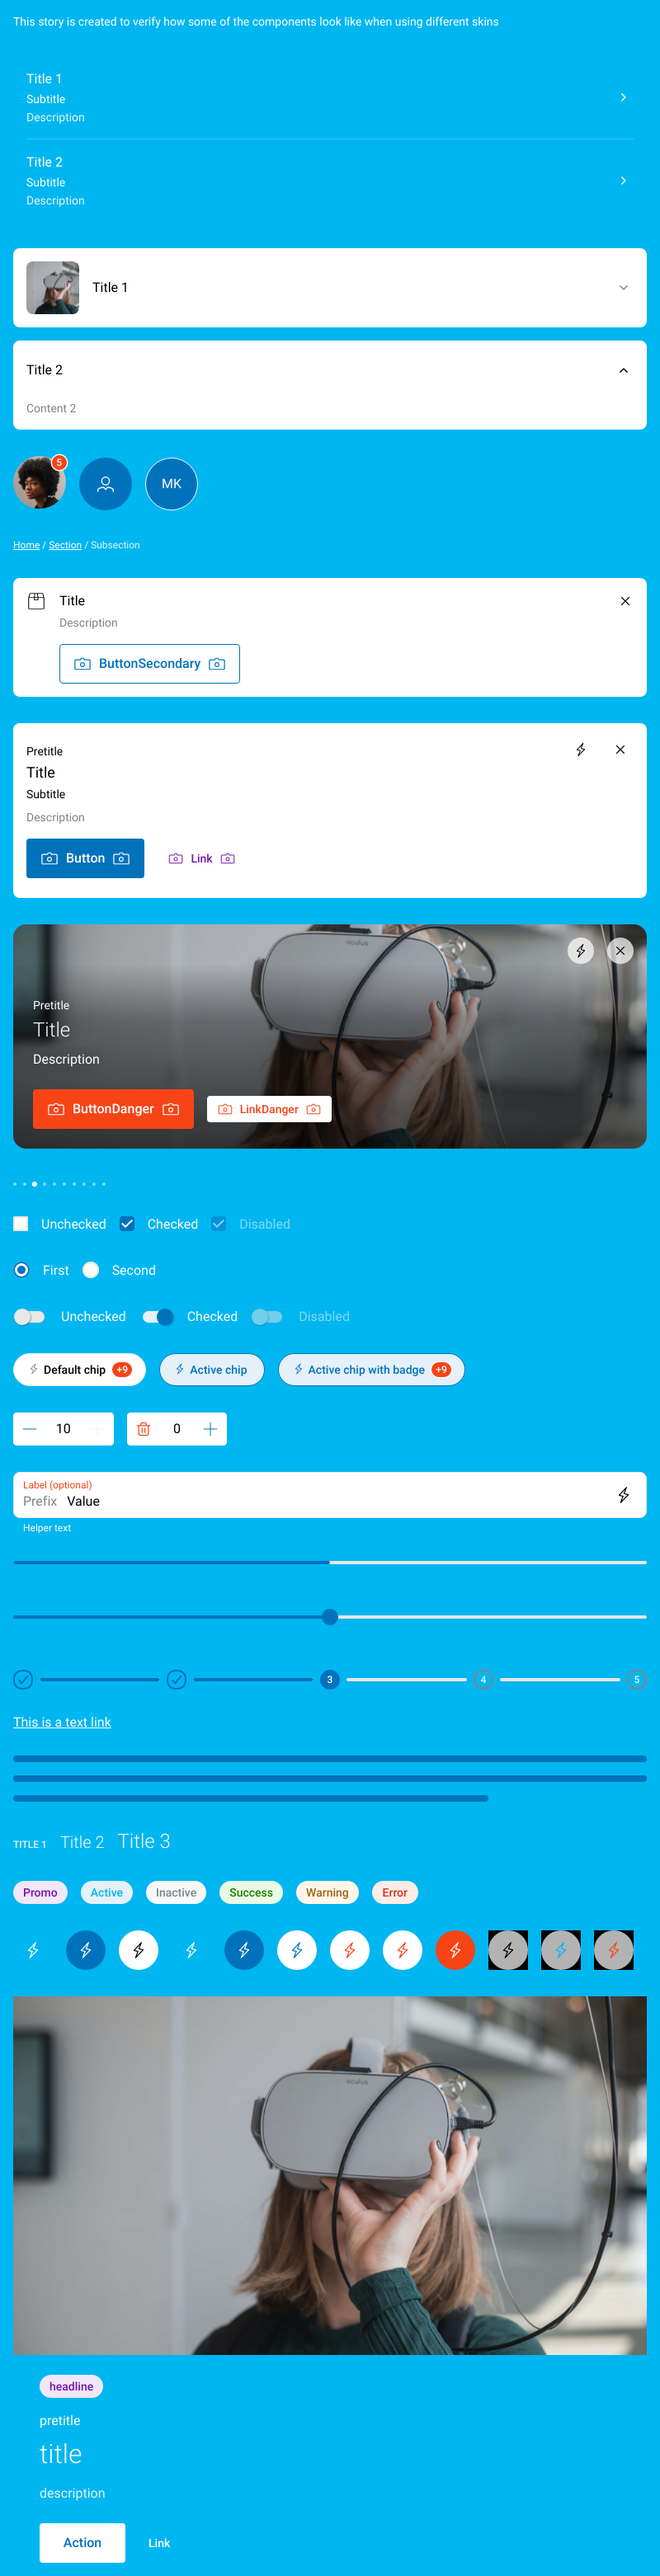 This story is created to verify how some of the components look like when using different skins
Title 1
Subtitle
Description
Title 2
Subtitle
Description
Title 1
Title 2
Content 2
5
MK
Home / Section / Subsection
Title
Description
ButtonSecondary
Pretitle
Title
Subtitle
Description
Button Link
oculus
Pretitle
Title
Description
ButtonDanger LinkDanger
Unchecked Checked Disabled
First Second
Unchecked Checked Disabled
Default chip +9 Active chip Active chip with badge +9
10 0
Label (optional)
Prefix Value
Helper text
3 4 5
This is a text link
TITLE 1 Title 2 Title 3
Promo Active Inactive Success Warning Error
oculus
headline
pretitle
title
description
Action Link